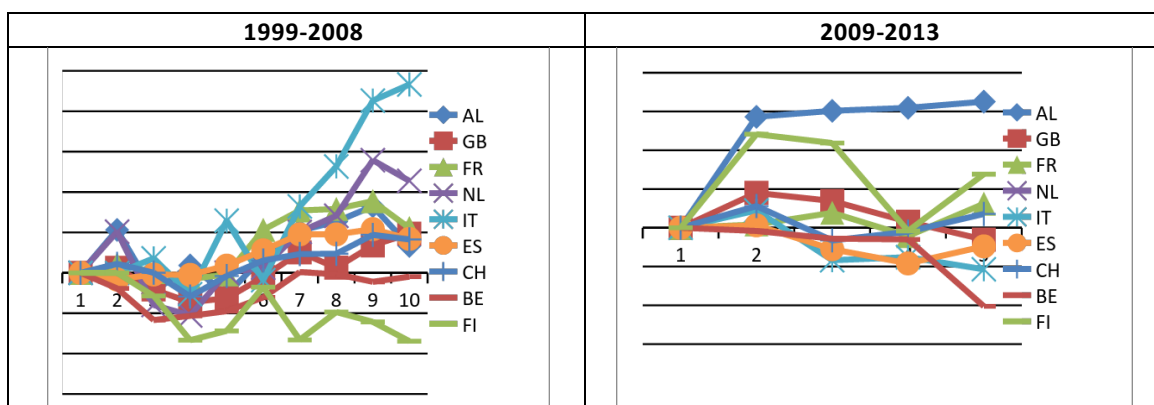 1999-2008
2009-2013
AL
GB
FR
NL
IT
ES
CH
BE
FI
1 2 6 7 8 9 10
AL
GB
FR
NL
IT
ES
CH
BE
FI
1 2